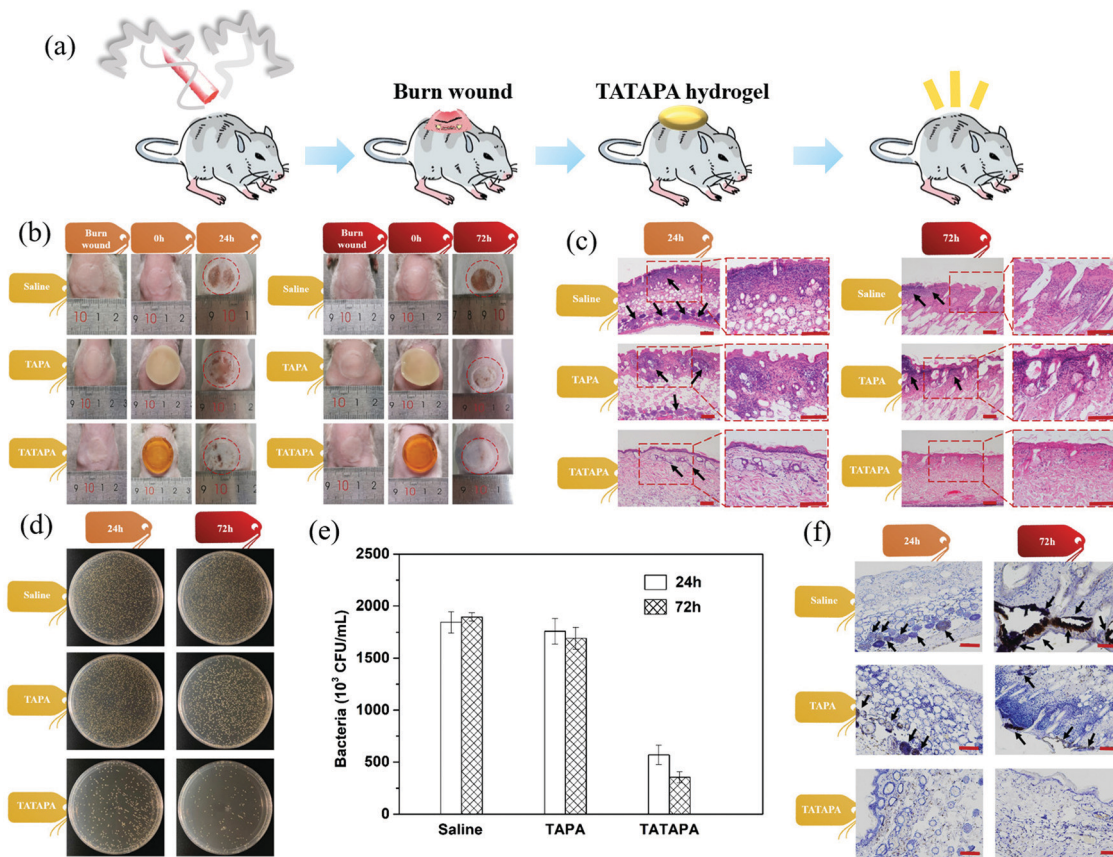 (a)
Burn wound
TATAPA hydrogel
(b)
Burn
wound
0h
24h
Burn
wound
0h
72h
Saline
Saline
TAPA
TAPA
TATAPA
TATAPA
(c)
24h
72h
Saline
Saline
TAPA
TAPA
TATAPA
TATAPA
(d)
24h
72h
Saline
TAPA
TATAPA
(e)
2500
2000
1500
1000
500
0
Bacteria (10³ CFU/mL)
24h
72h
Saline
TAPA
TATAPA
(f)
24h
72h
Saline
TAPA
TATAPA